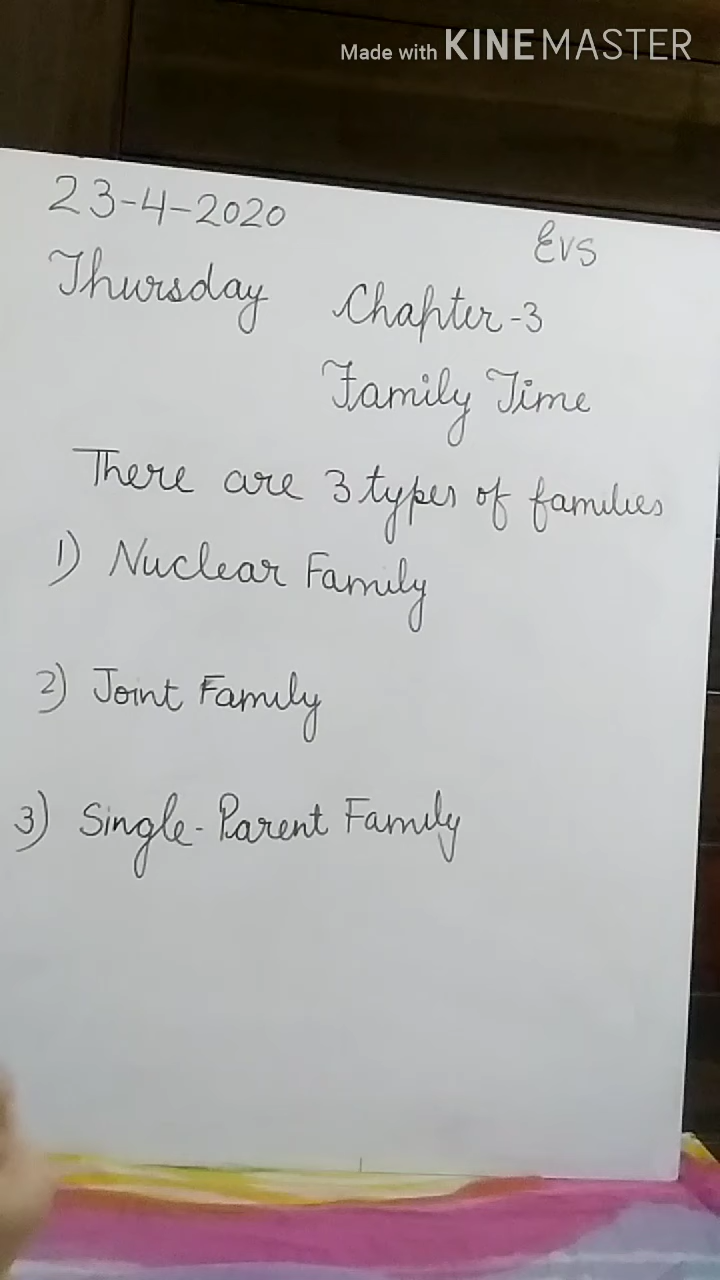 Made with KINEMASTER
23-4-2020
EVS
Thursday Chapter-3
Family Time
There are 3 types of families
1) Nuclear Family
2) Joint Family
3) Single-Parent Family